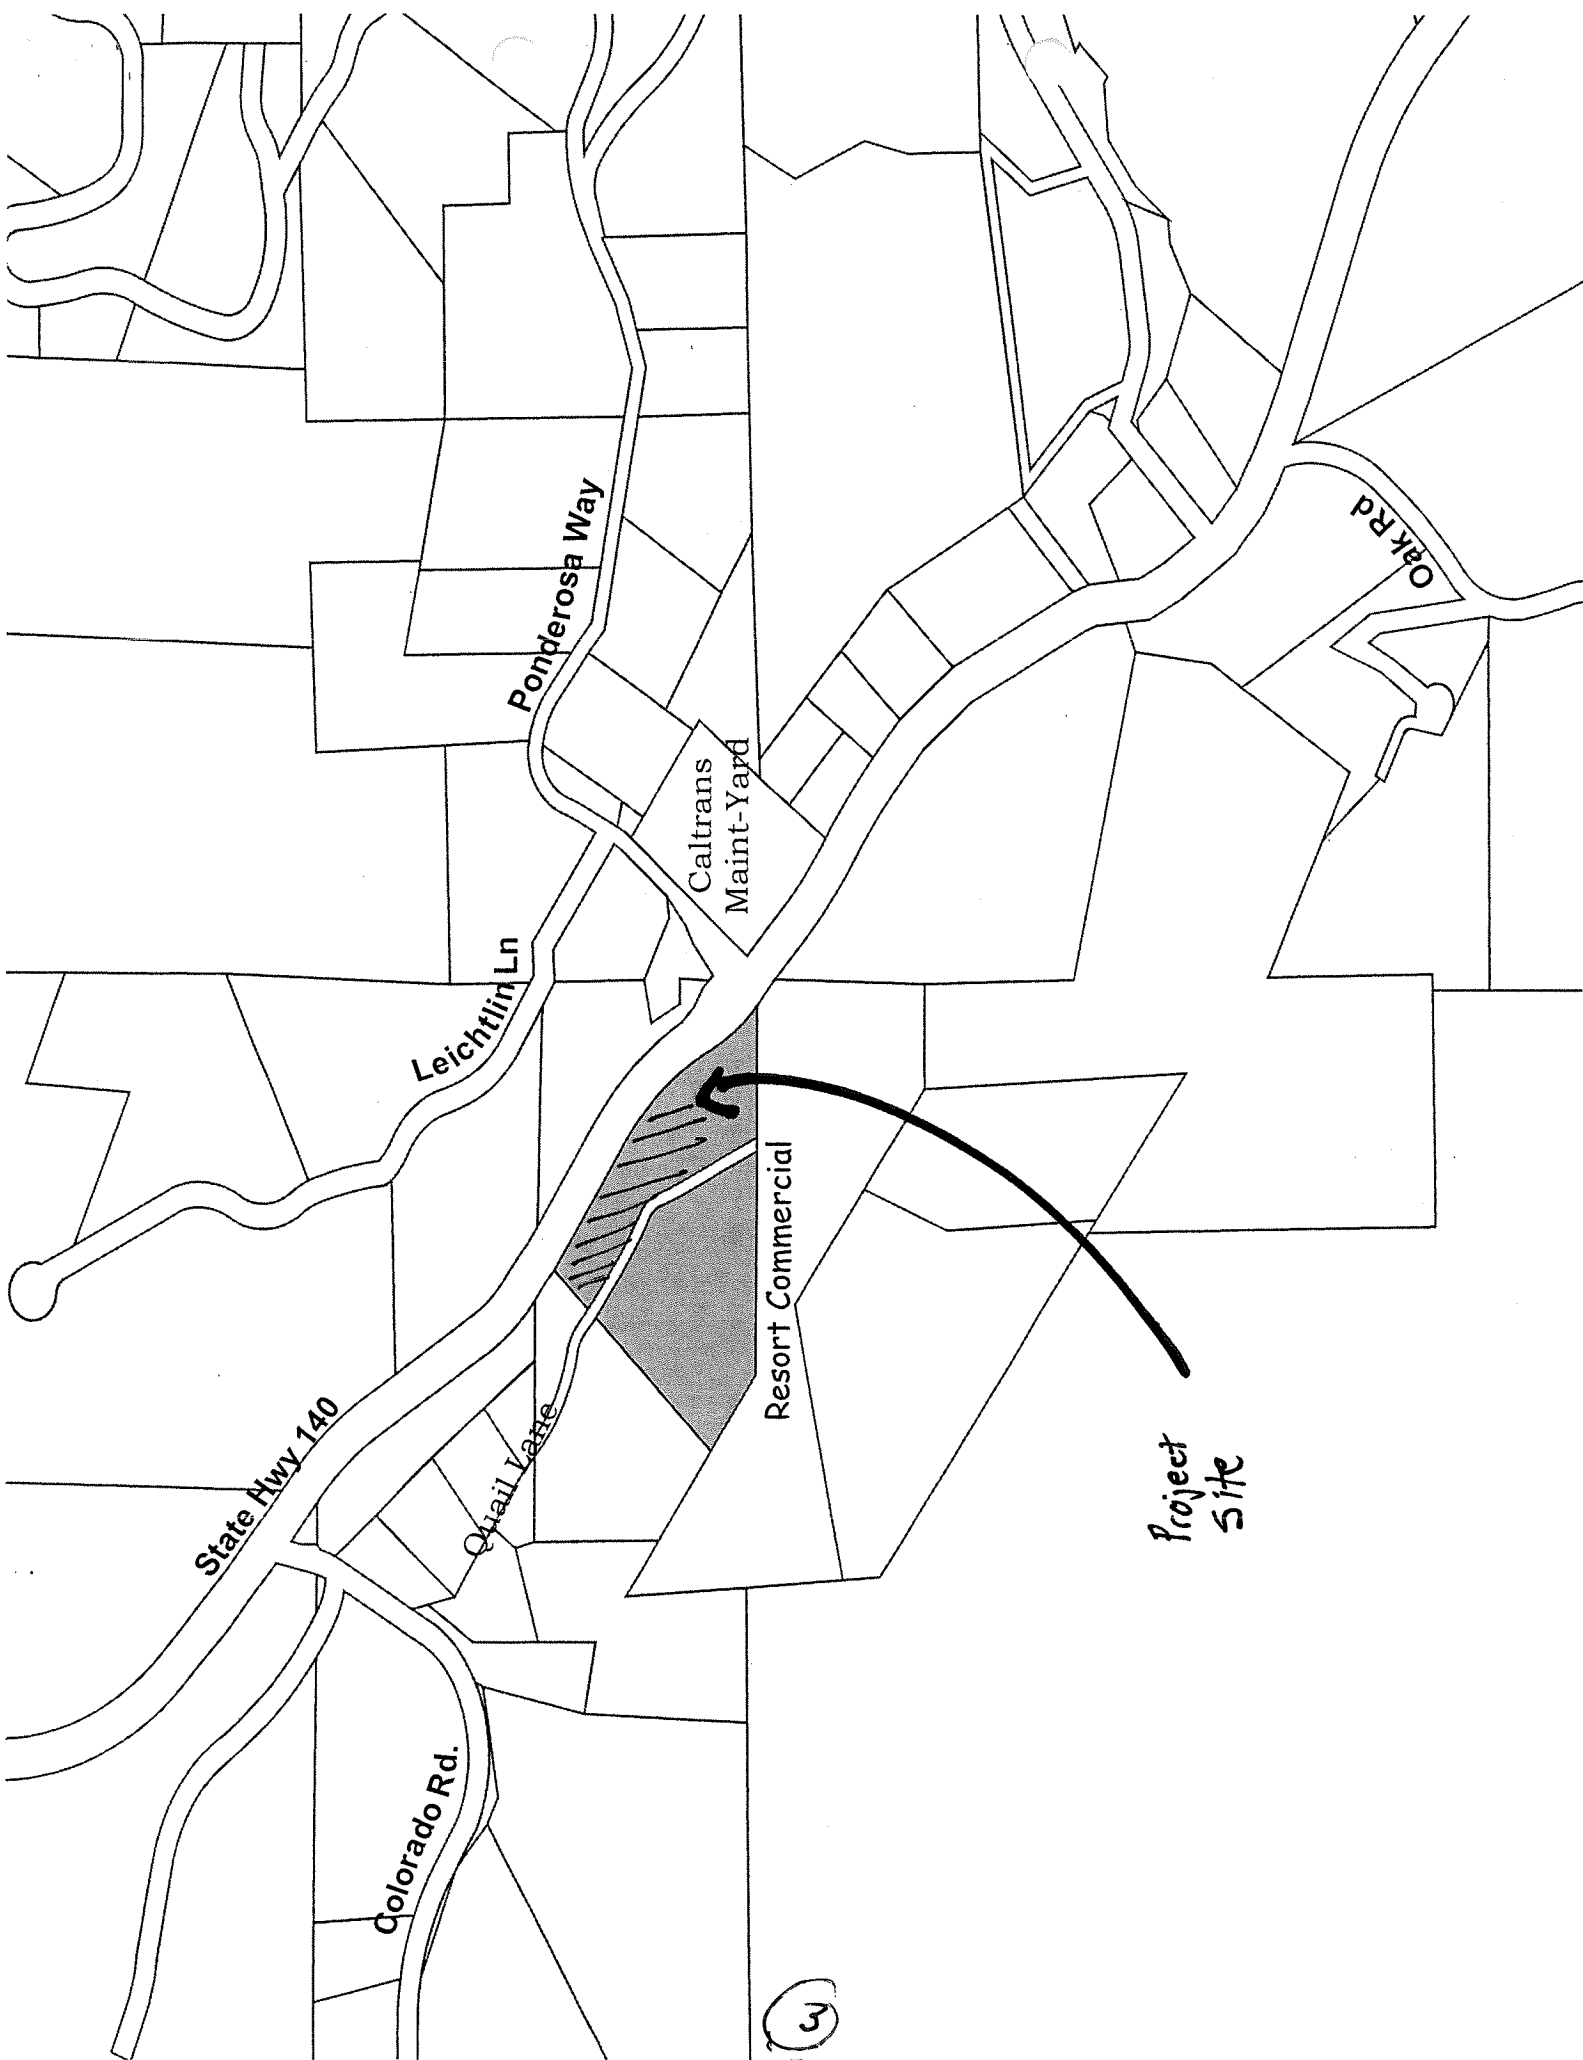 State Hwy 140
Colorado Rd.
Quail Lane
Leichtlin Ln
Ponderosa Way
Caltrans
Maint-Yard
Resort Commercial
Oak Rd
Project
Site
3